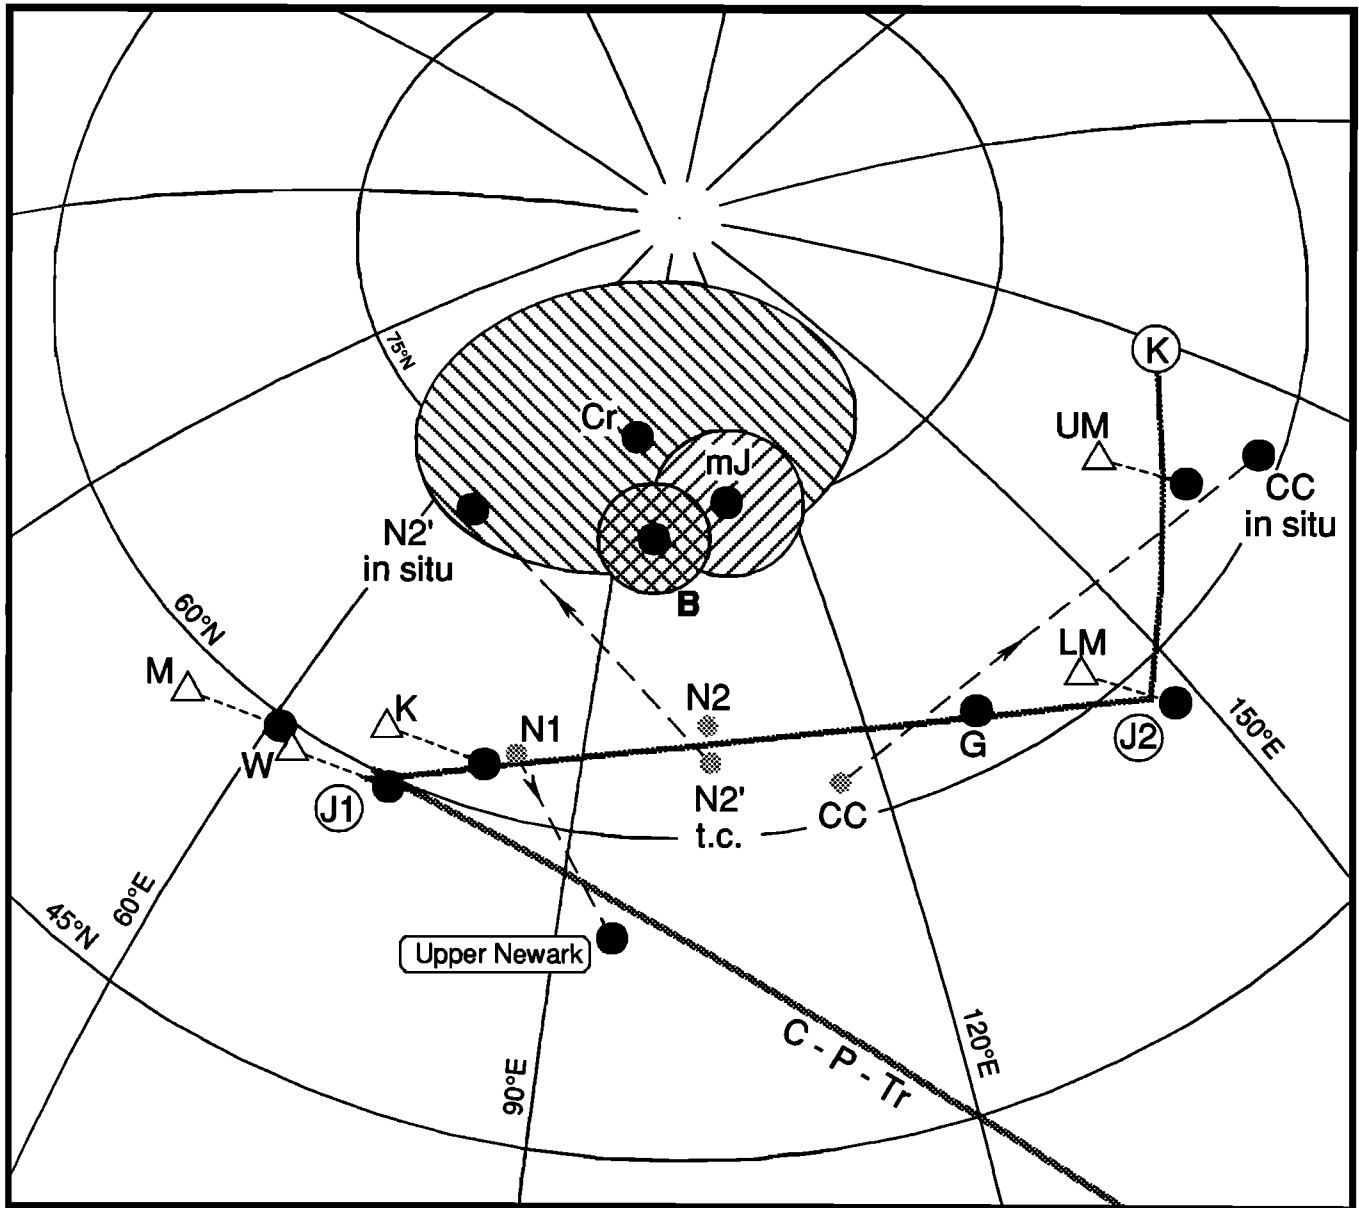 75°N
K
Cr
UM
mJ
CC
in situ
N2'
in situ
B
60°N
LM
M
K
N2
N1
150°E
J2
G
W
N2'
t.c.
CC
J1
60°E
45°N
Upper Newark
120°E
C - P - Tr
90°E